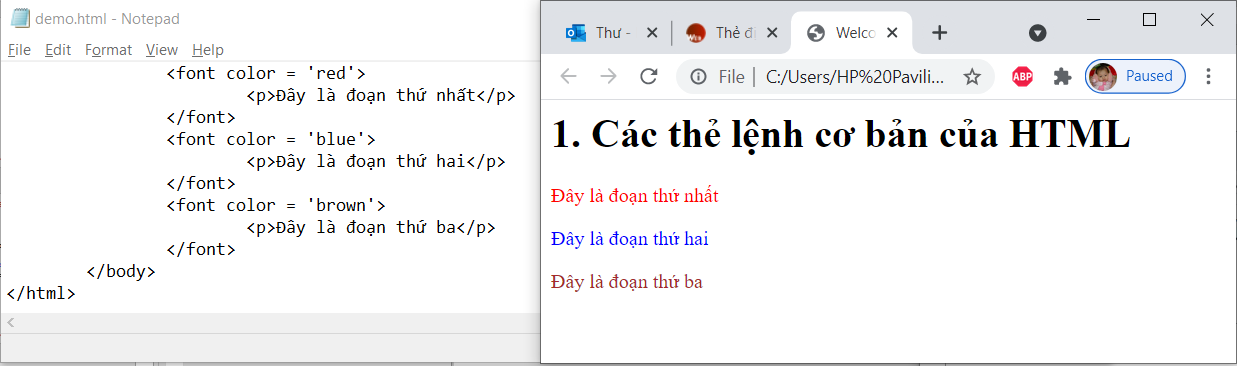 demo.html - Notepad
File Edit Format View Help
<font color = 'red'>
<p>Đây là đoạn thứ nhất</p>
</font>
<font color = 'blue'>
<p>Đây là đoạn thứ hai</p>
</font>
<font color = 'brown'>
<p>Đây là đoạn thứ ba</p>
</font>
</body>
</html>
Thư - Thẻ đị Welco
File | C:/Users/HP%20Pavili... ABP Paused
1. Các thẻ lệnh cơ bản của HTML
Đây là đoạn thứ nhất
Đây là đoạn thứ hai
Đây là đoạn thứ ba